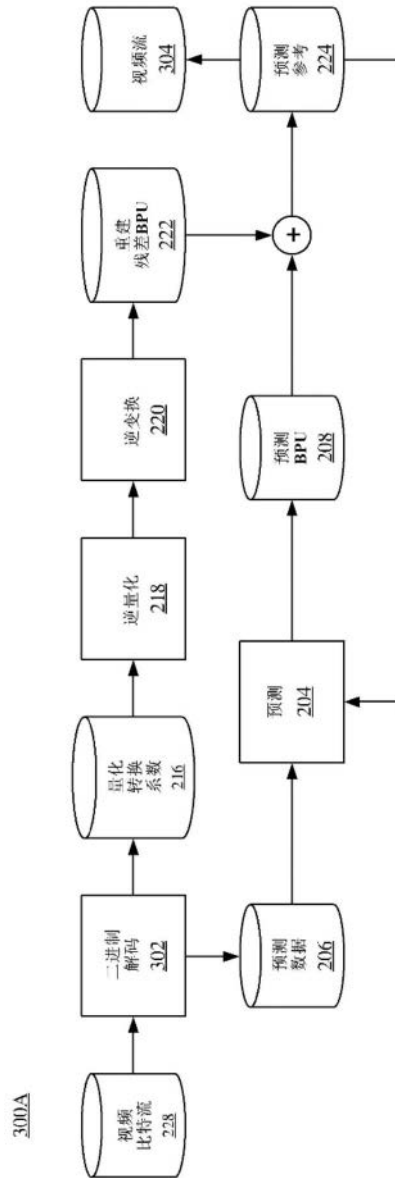 300A
视频
比特流
228
二进制
解码
302
量化
转换
系数
216
逆量化
218
逆变换
220
重建
残差BPU
222
视频流
304
预测
数据
206
预测
204
预测
BPU
208
+
预测
参考
224